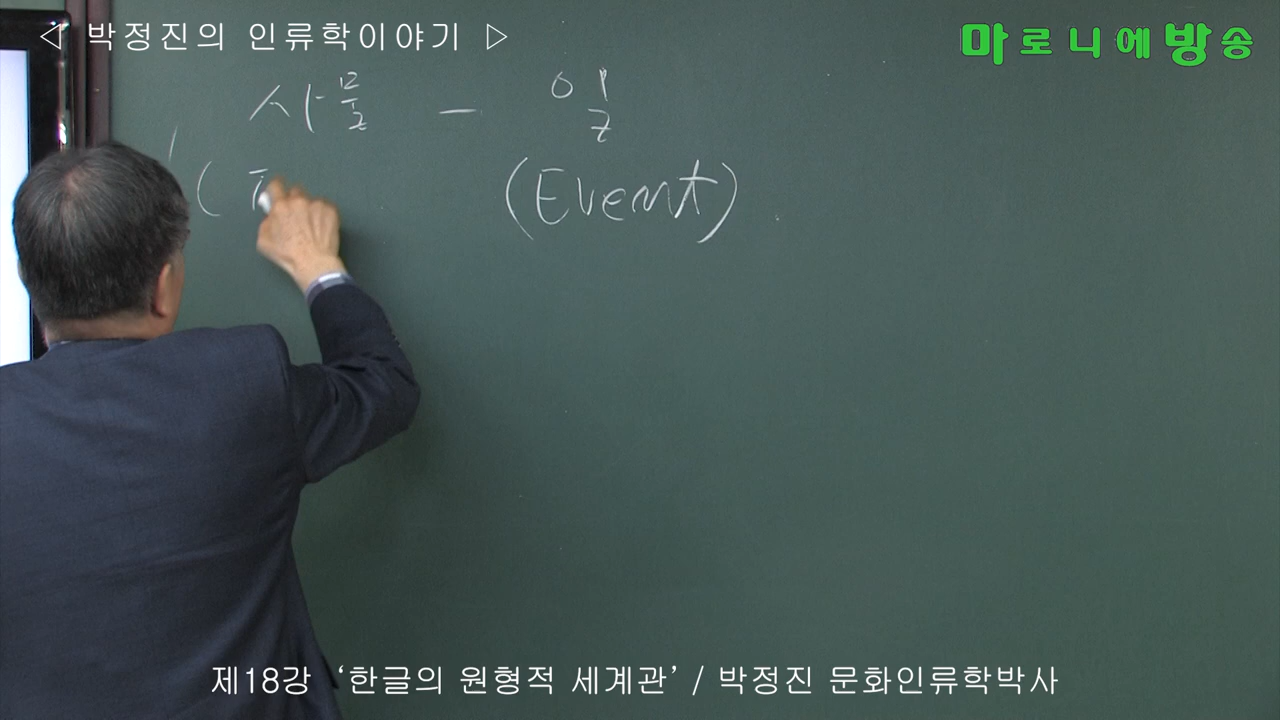 ◁ 박정진의 인류학이야기 ▷
마로니에방송
사물 - 일
( (Event)
제18강 ‘한글의 원형적 세계관’ / 박정진 문화인류학박사